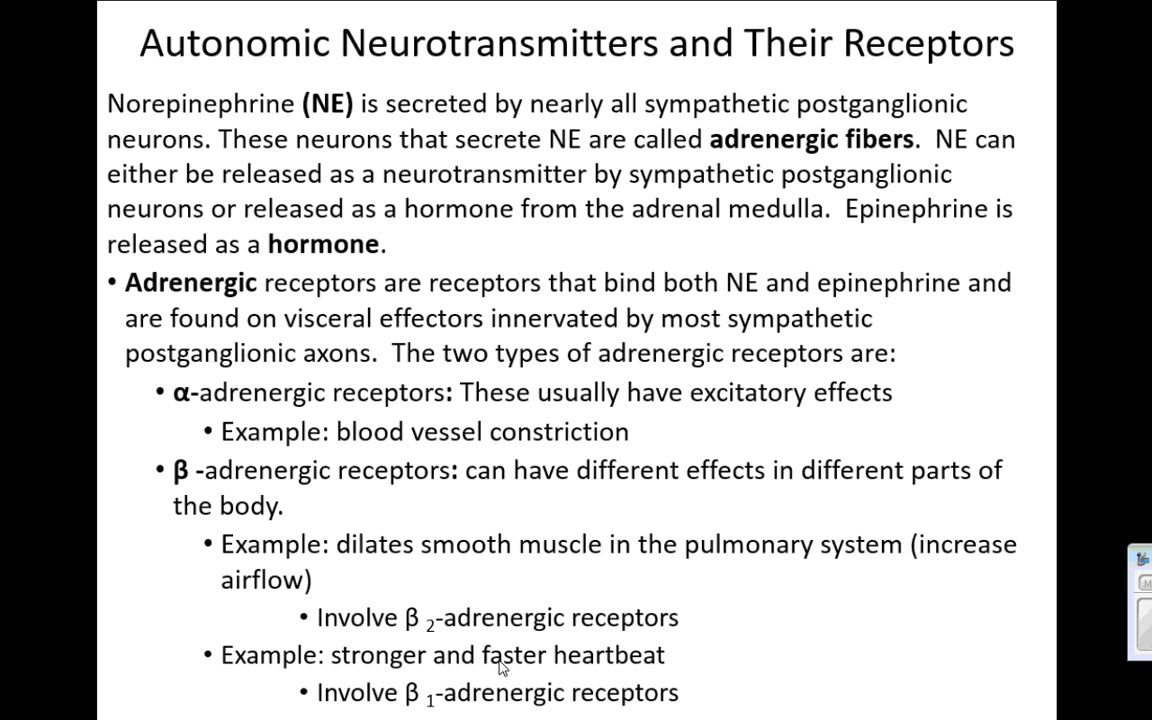 Autonomic Neurotransmitters and Their Receptors
Norepinephrine (NE) is secreted by nearly all sympathetic postganglionic
neurons. These neurons that secrete NE are called adrenergic fibers. NE can
either be released as a neurotransmitter by sympathetic postganglionic
neurons or released as a hormone from the adrenal medulla. Epinephrine is
released as a hormone.
• Adrenergic receptors are receptors that bind both NE and epinephrine and
are found on visceral effectors innervated by most sympathetic
postganglionic axons. The two types of adrenergic receptors are:
• α-adrenergic receptors: These usually have excitatory effects
• Example: blood vessel constriction
• β -adrenergic receptors: can have different effects in different parts of
the body.
• Example: dilates smooth muscle in the pulmonary system (increase
airflow)
• Involve β 2-adrenergic receptors
• Example: stronger and faster heartbeat
• Involve β 1-adrenergic receptors